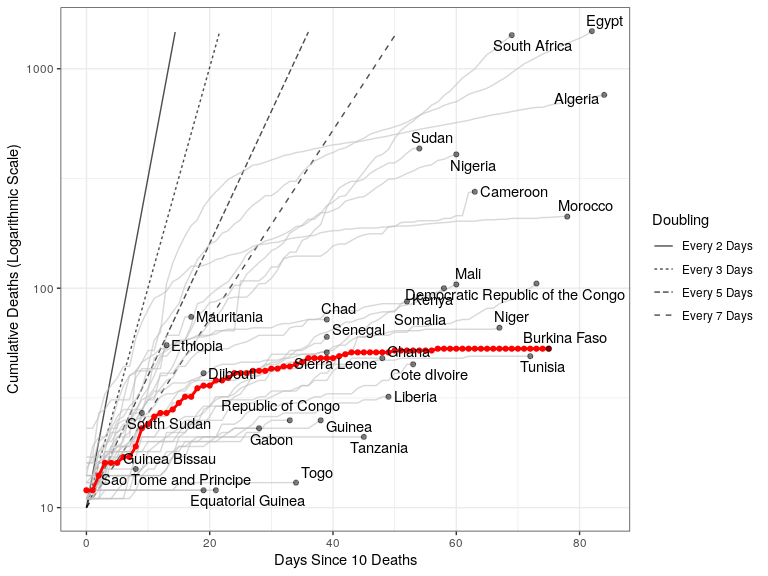 Egypt
South Africa
1000
Algeria
Sudan
Nigeria
Cameroon
Morocco
Doubling
Every 2 Days
Every 3 Days
Every 5 Days
Every 7 Days
Mali
100
Democratic Republic of the Congo
Kenya
Chad
Mauritania
Somalia
Niger
Senegal
Burkina Faso
Ethiopia
Ghana
Sierra Leone
Tunisia
Djibouti
Cote dIvoire
Liberia
Republic of Congo
South Sudan
Guinea
Gabon
Tanzania
Guinea Bissau
Togo
Sao Tome and Principe
Equatorial Guinea
10
0
20
40
60
80
Days Since 10 Deaths
Cumulative Deaths (Logarithmic Scale)